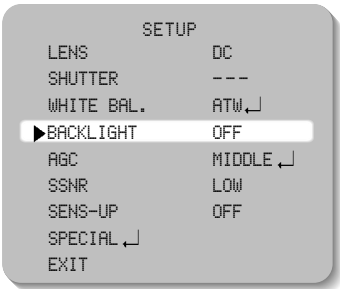 SETUP
LENS DC
SHUTTER ---
WHITE BAL. ATW↵
▶BACKLIGHT OFF
AGC MIDDLE↵
SSNR LOW
SENS-UP OFF
SPECIAL↵
EXIT